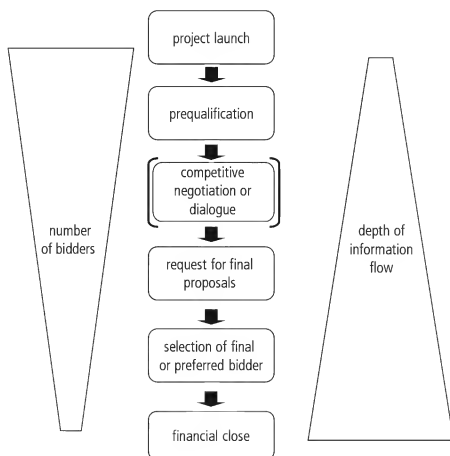 project launch
prequalification
competitive
negotiation or
dialogue
number
of bidders
depth of
information
flow
request for final
proposals
selection of final
or preferred bidder
financial close